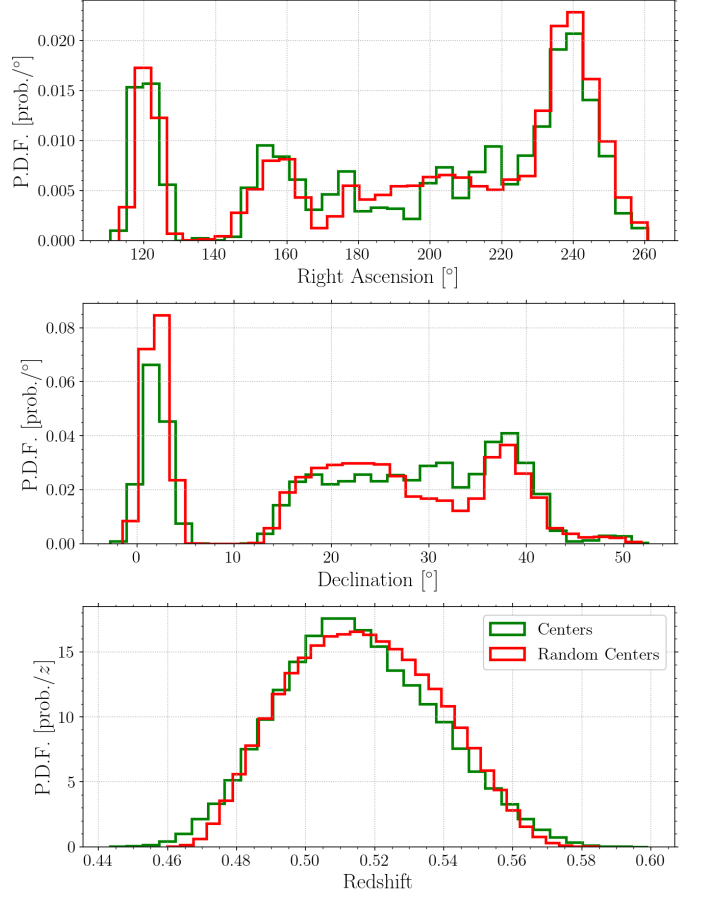 P.D.F. [prob./°]
0.020
0.015
0.010
0.005
0.000
120 140 160 180 200 220 240 260
Right Ascension [°]
P.D.F. [prob./°]
0.08
0.06
0.04
0.02
0.00
0 10 20 30 40 50
Declination [°]
P.D.F. [prob./z]
15
10
5
0
Centers
Random Centers
0.44 0.46 0.48 0.50 0.52 0.54 0.56 0.58 0.60
Redshift